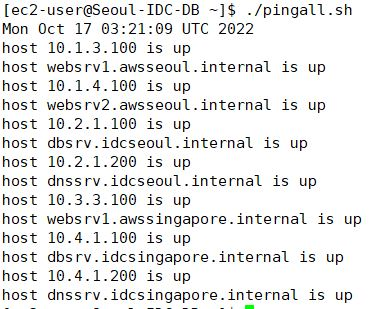 [ec2-user@Seoul-IDC-DB ~]$ ./pingall.sh
Mon Oct 17 03:21:09 UTC 2022
host 10.1.3.100 is up
host websrv1.awsseoul.internal is up
host 10.1.4.100 is up
host websrv2.awsseoul.internal is up
host 10.2.1.100 is up
host dbsrv.idcseoul.internal is up
host 10.2.1.200 is up
host dnssrv.idcseoul.internal is up
host 10.3.3.100 is up
host websrv1.awssingapore.internal is up
host 10.4.1.100 is up
host dbsrv.idcsingapore.internal is up
host 10.4.1.200 is up
host dnssrv.idcsingapore.internal is up